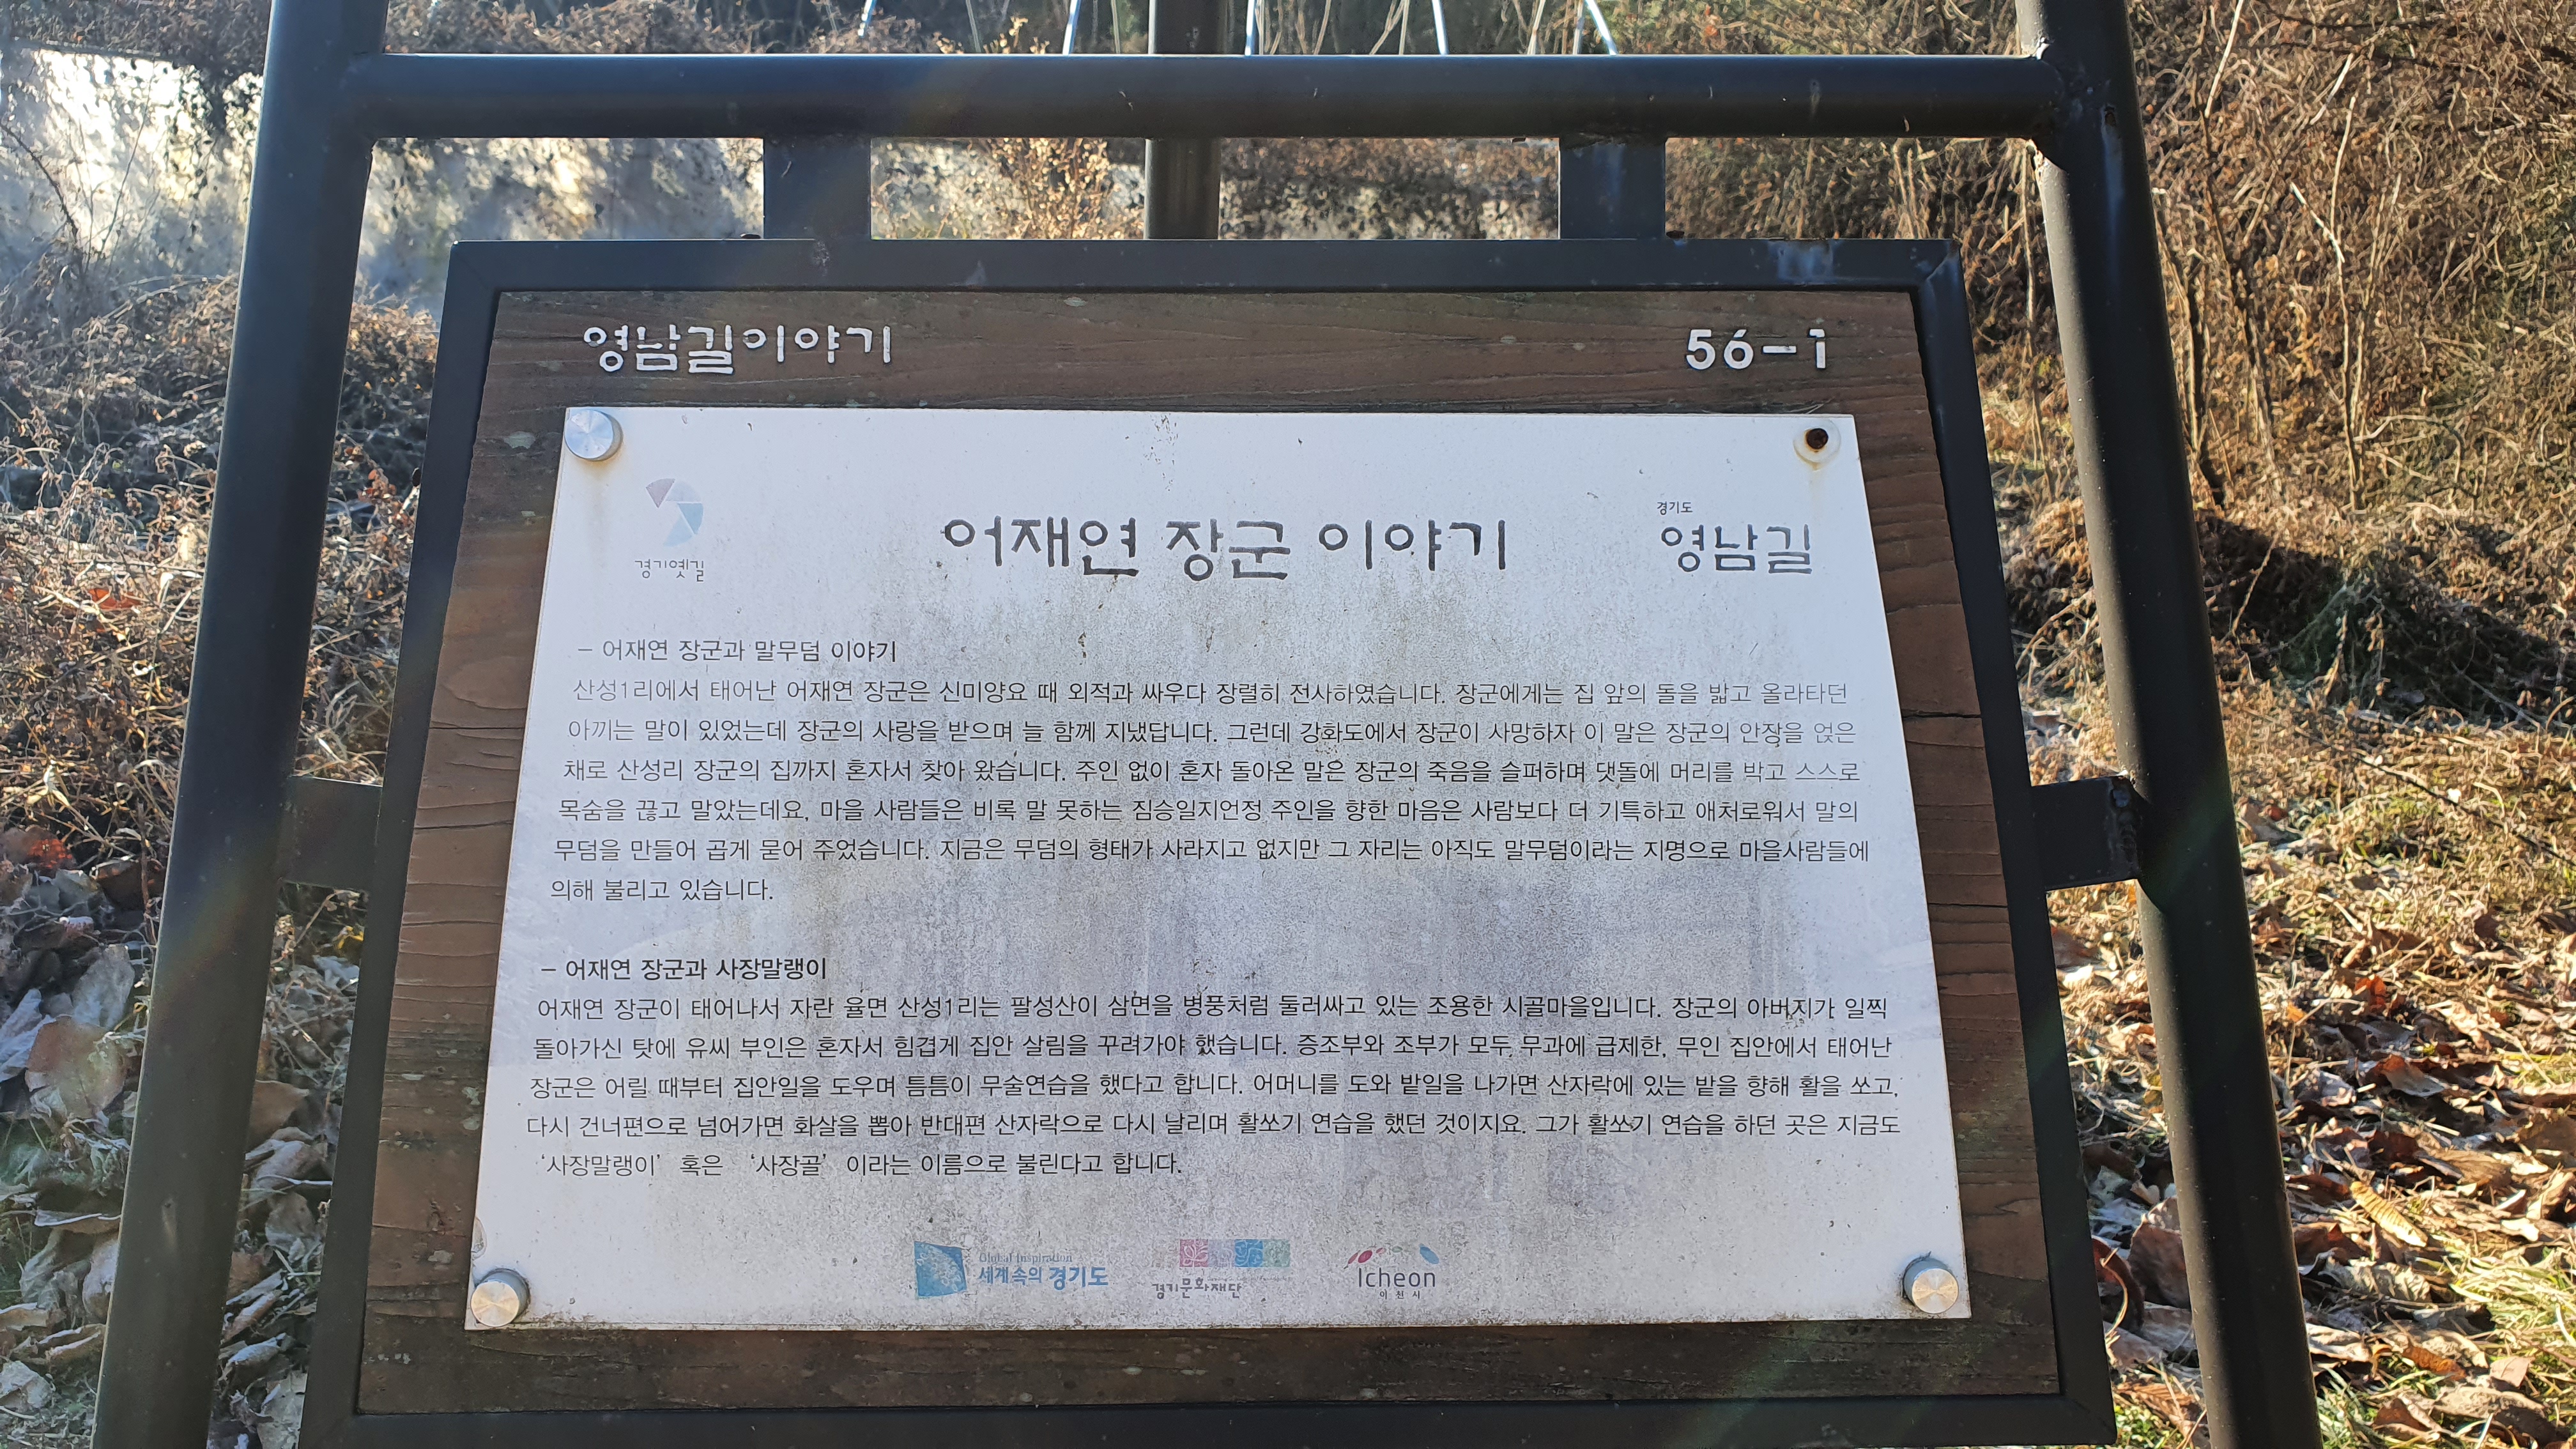 영남길이야기
56-1
경기옛길
어재연 장군 이야기
경기도
영남길
- 어재연 장군과 말무덤 이야기
산성1리에서 태어난 어재연 장군은 신미양요 때 외적과 싸우다 장렬히 전사하였습니다. 장군에게는 집 앞의 돌을 밟고 올라타던
아끼는 말이 있었는데 장군의 사랑을 받으며 늘 함께 지냈답니다. 그런데 강화도에서 장군이 사망하자 이 말은 장군의 안장을 얹은
채로 산성리 장군의 집까지 혼자서 찾아 왔습니다. 주인 없이 혼자 돌아온 말은 장군의 죽음을 슬퍼하며 댓돌에 머리를 박고 스스로
목숨을 끊고 말았는데요, 마을 사람들은 비록 말 못하는 짐승일지언정 주인을 향한 마음은 사람보다 더 기특하고 애처로워서 말의
무덤을 만들어 곱게 묻어 주었습니다. 지금은 무덤의 형태가 사라지고 없지만 그 자리는 아직도 말무덤이라는 지명으로 마을사람들에
의해 불리고 있습니다.
- 어재연 장군과 사장말랭이
어재연 장군이 태어나서 자란 율면 산성1리는 팔성산이 삼면을 병풍처럼 둘러싸고 있는 조용한 시골마을입니다. 장군의 아버지가 일찍
돌아가신 탓에 유씨 부인은 혼자서 힘겹게 집안 살림을 꾸려가야 했습니다. 증조부와 조부가 모두 무과에 급제한, 무인 집안에서 태어난
장군은 어릴 때부터 집안일을 도우며 틈틈이 무술연습을 했다고 합니다. 어머니를 도와 밭일을 나가면 산자락에 있는 밭을 향해 활을 쏘고,
다시 건너편으로 넘어가면 화살을 뽑아 반대편 산자락으로 다시 날리며 활쏘기 연습을 했던 것이지요. 그가 활쏘기 연습을 하던 곳은 지금도
‘사장말랭이’ 혹은 ‘사장골’ 이라는 이름으로 불린다고 합니다.
Global Inspiration
세계속의 경기도
경기문화재단
Icheon
이천시